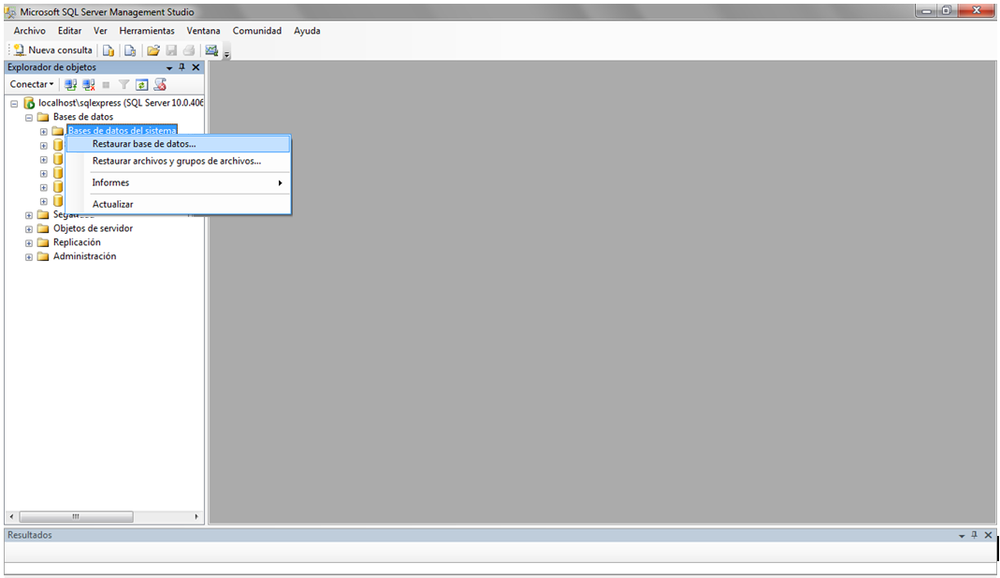 Microsoft SQL Server Management Studio
Archivo Editar Ver Herramientas Ventana Comunidad Ayuda
Nueva consulta
Explorador de objetos
Conectar
localhost\sqlexpress (SQL Server 10.0.406
Bases de datos
Bases de datos del sistema
Restaurar base de datos...
Restaurar archivos y grupos de archivos...
Informes
Actualizar
Objetos de servidor
Replicación
Administración
Resultados